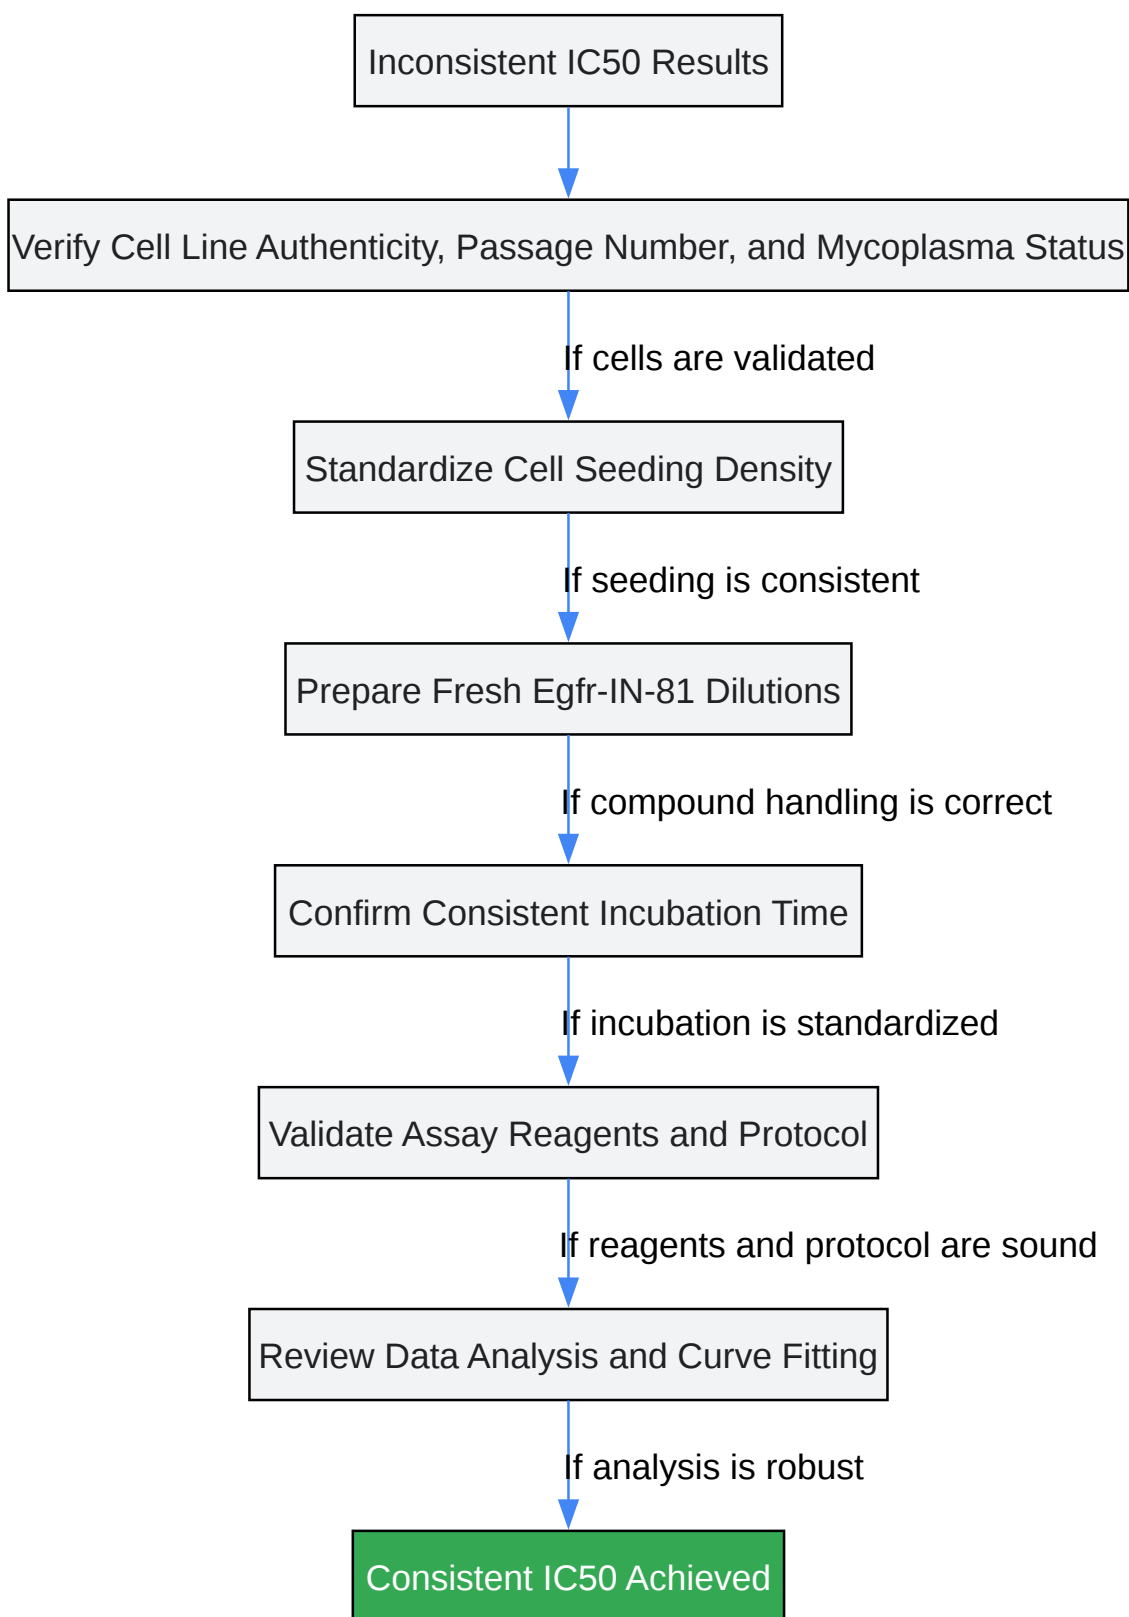 Inconsistent IC50 Results
Verify Cell Line Authenticity, Passage Number, and Mycoplasma Status
If cells are validated
Standardize Cell Seeding Density
If seeding is consistent
Prepare Fresh Egfr-IN-81 Dilutions
If compound handling is correct
Confirm Consistent Incubation Time
If incubation is standardized
Validate Assay Reagents and Protocol
If reagents and protocol are sound
Review Data Analysis and Curve Fitting
If analysis is robust
Consistent IC50 Achieved